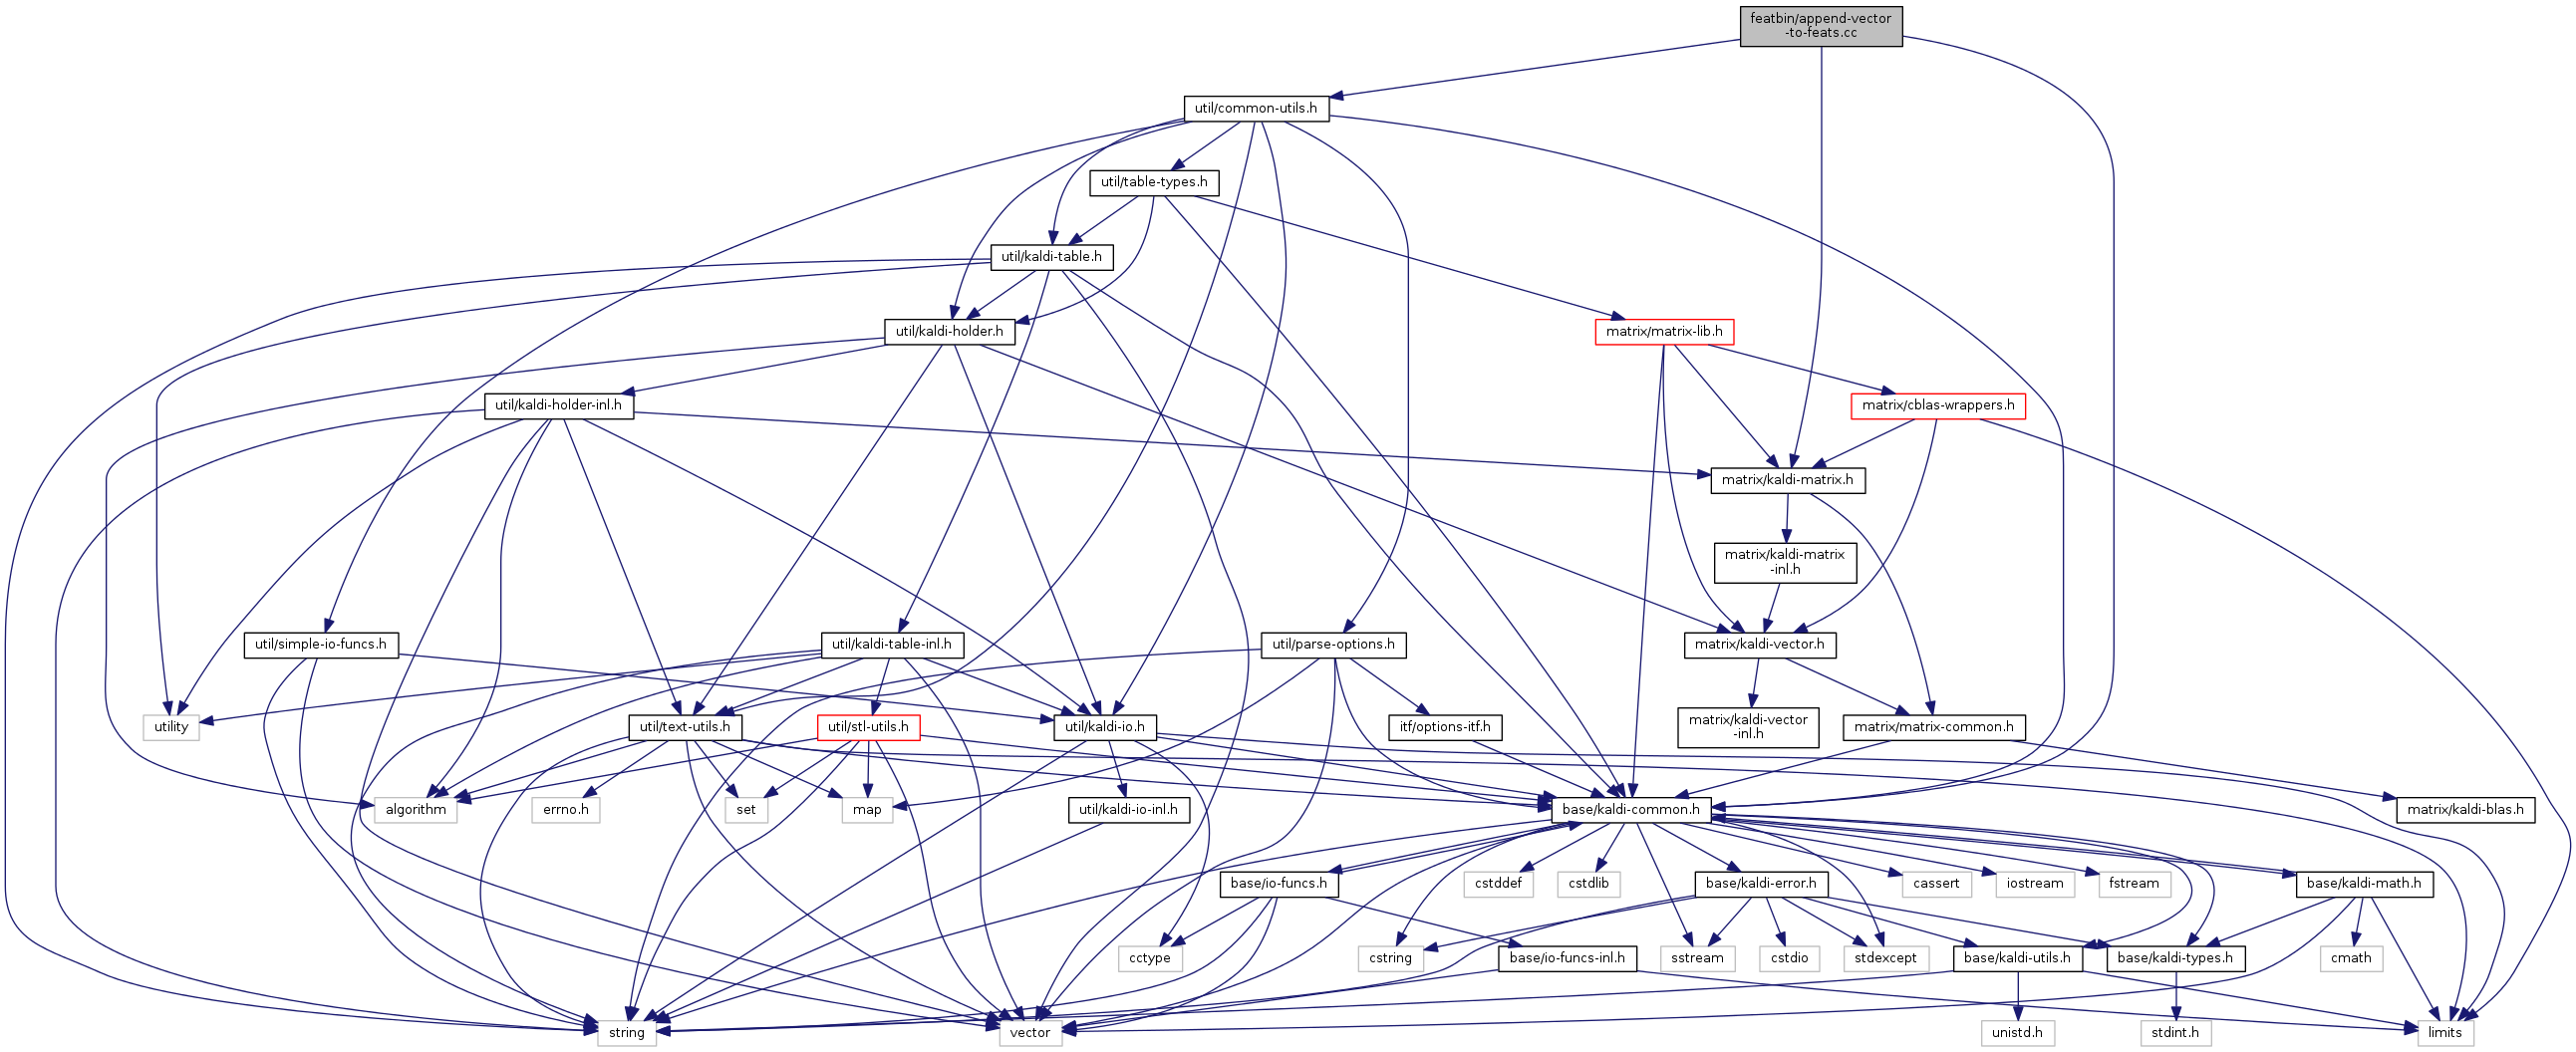 featbin/append-vector
-to-feats.cc
util/common-utils.h
util/table-types.h
util/kaldi-table.h
util/kaldi-holder.h
matrix/matrix-lib.h
util/kaldi-holder-inl.h
matrix/cblas-wrappers.h
matrix/kaldi-matrix.h
matrix/kaldi-matrix
-inl.h
util/simple-io-funcs.h
util/kaldi-table-inl.h
util/parse-options.h
matrix/kaldi-vector.h
utility
util/text-utils.h
util/stl-utils.h
util/kaldi-io.h
itf/options-itf.h
matrix/kaldi-vector
-inl.h
matrix/matrix-common.h
algorithm
errno.h
set
map
util/kaldi-io-inl.h
base/kaldi-common.h
matrix/kaldi-blas.h
base/io-funcs.h
cstddef
cstdlib
base/kaldi-error.h
cassert
iostream
fstream
base/kaldi-math.h
cctype
cstring
base/io-funcs-inl.h
sstream
cstdio
stdexcept
base/kaldi-utils.h
base/kaldi-types.h
cmath
string
vector
unistd.h
stdint.h
limits